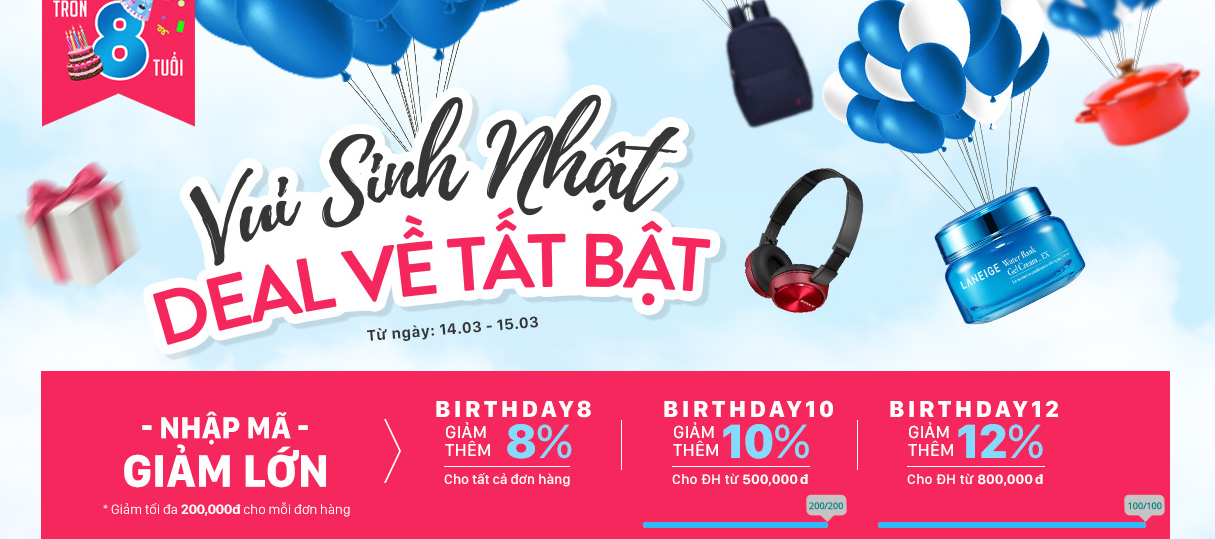 TRÒN
8
TUỔI
Vui Sinh Nhật
DEAL VỀ TẤT BẬT
Từ ngày: 14.03 - 15.03
SONY
LANEIGE
Water Bank
Gel Cream_EX
- NHẬP MÃ -
GIẢM LỚN
* Giảm tối đa 200,000đ cho mỗi đơn hàng
BIRTHDAY8
GIẢM THÊM 8%
Cho tất cả đơn hàng
BIRTHDAY10
GIẢM THÊM 10%
Cho ĐH từ 500,000đ
200/200
BIRTHDAY12
GIẢM THÊM 12%
Cho ĐH từ 800,000đ
100/100